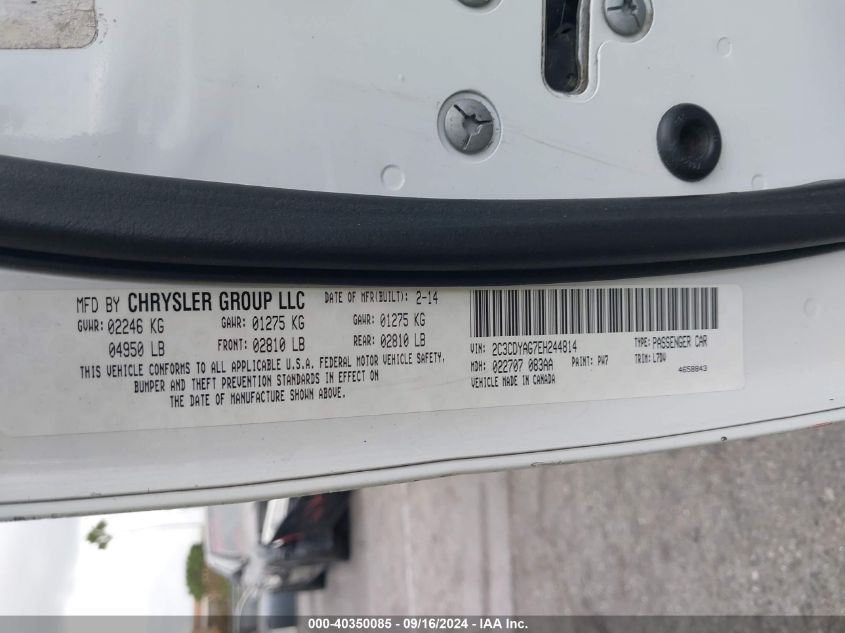 MFD BY CHRYSLER GROUP LLC DATE OF MFR(BUILT): 2-14
GVWR: 02246 KG GAWR: 01275 KG GAWR: 01275 KG
04950 LB FRONT: 02810 LB REAR: 02810 LB
THIS VEHICLE CONFORMS TO ALL APPLICABLE U.S.A. FEDERAL MOTOR VEHICLE SAFETY,
BUMPER AND THEFT PREVENTION STANDARDS IN EFFECT ON
THE DATE OF MANUFACTURE SHOWN ABOVE.
VIN: 2C3CDYAG7EH244814 TYPE: PASSENGER CAR
MDH: 022707 083AA PAINT: PW7 TRIM: L7DV
VEHICLE MADE IN CANADA 4658843
000-40350085 - 09/16/2024 - IAA Inc.